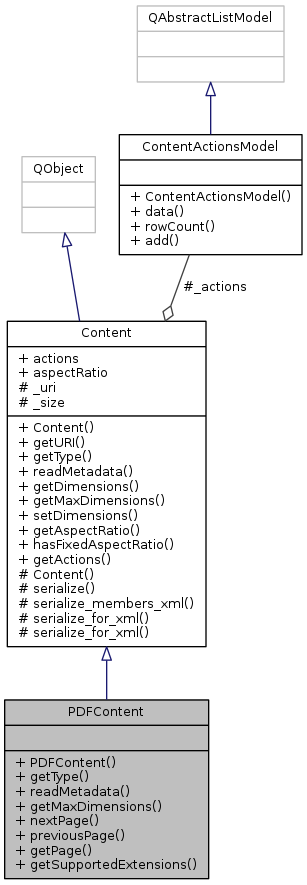 QAbstractListModel
ContentActionsModel
+ ContentActionsModel()
+ data()
+ rowCount()
+ add()
QObject
#_actions
Content
+ actions
+ aspectRatio
# _uri
# _size
+ Content()
+ getURI()
+ getType()
+ readMetadata()
+ getDimensions()
+ getMaxDimensions()
+ setDimensions()
+ getAspectRatio()
+ hasFixedAspectRatio()
+ getActions()
# Content()
# serialize()
# serialize_members_xml()
# serialize_for_xml()
# serialize_for_xml()
PDFContent
+ PDFContent()
+ getType()
+ readMetadata()
+ getMaxDimensions()
+ nextPage()
+ previousPage()
+ getPage()
+ getSupportedExtensions()